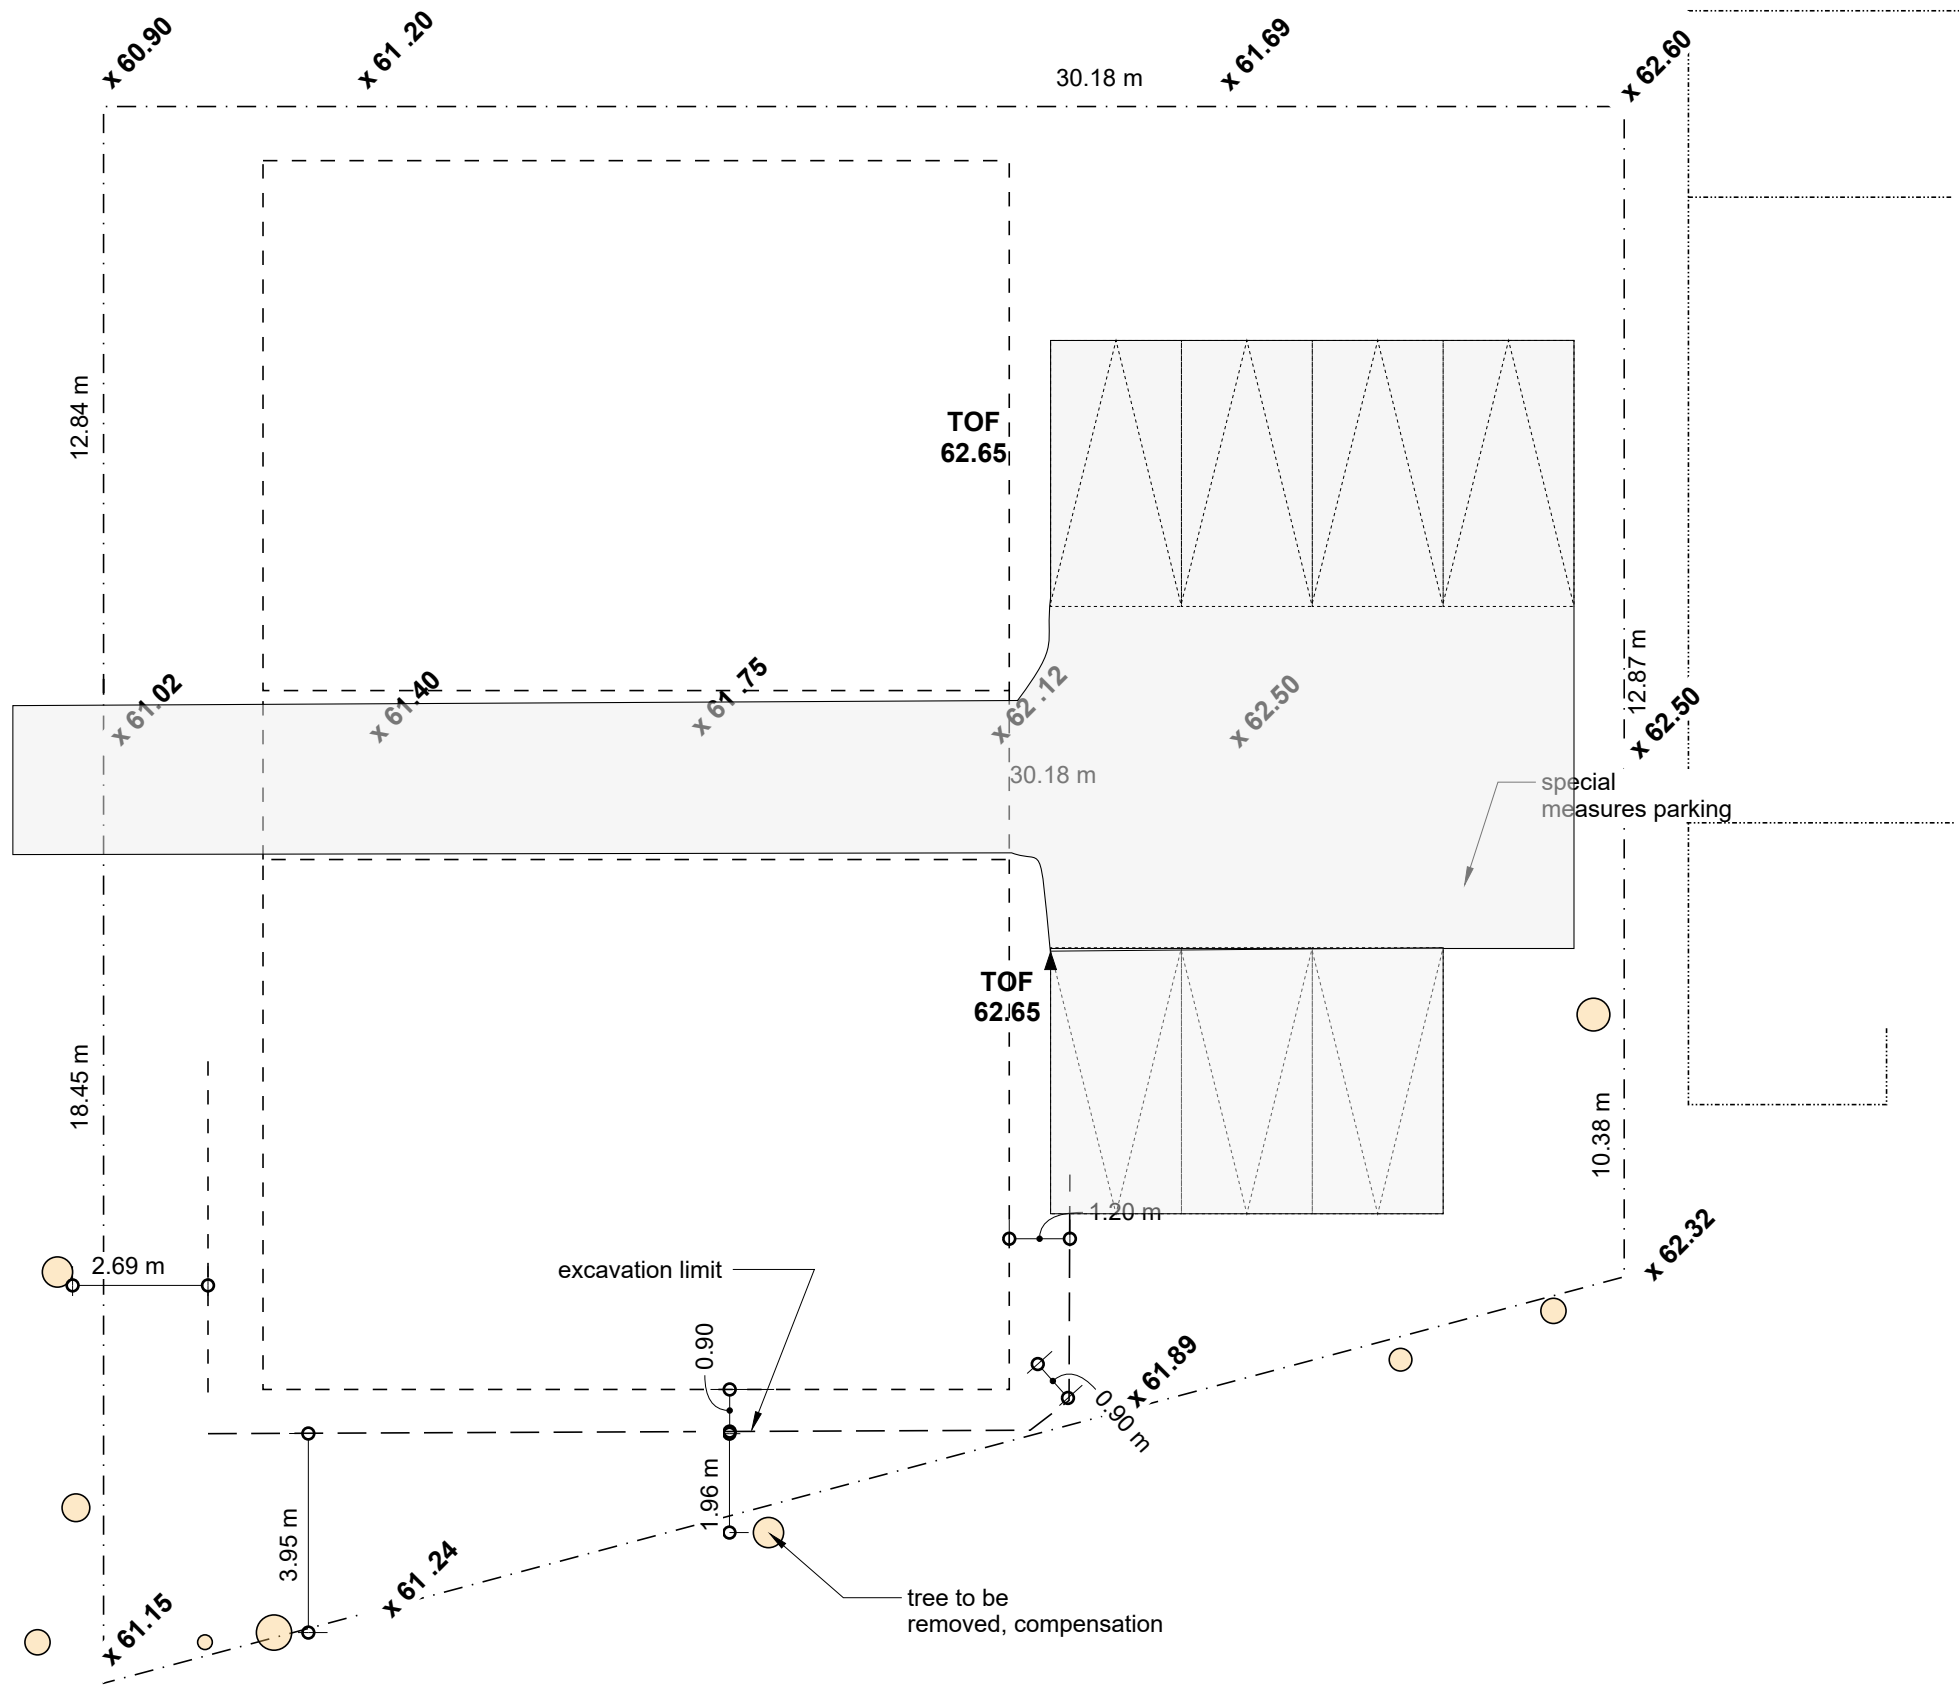 x 60.90
x 61 .20
30.18 m
x 61.69
x 62.60
12.84 m
TOF
62.65
12.87 m
x 61.02
x 61.40
x 61 .75
x 62 .12
x 62.50
x 62.50
30.18 m
special
measures parking
TOF
62.65
18.45 m
10.38 m
1.20 m
x 62.32
2.69 m
excavation limit
0.90
x 61.89
0.90 m
1.96 m
3.95 m
x 61 .24
x 61.15
tree to be
removed, compensation